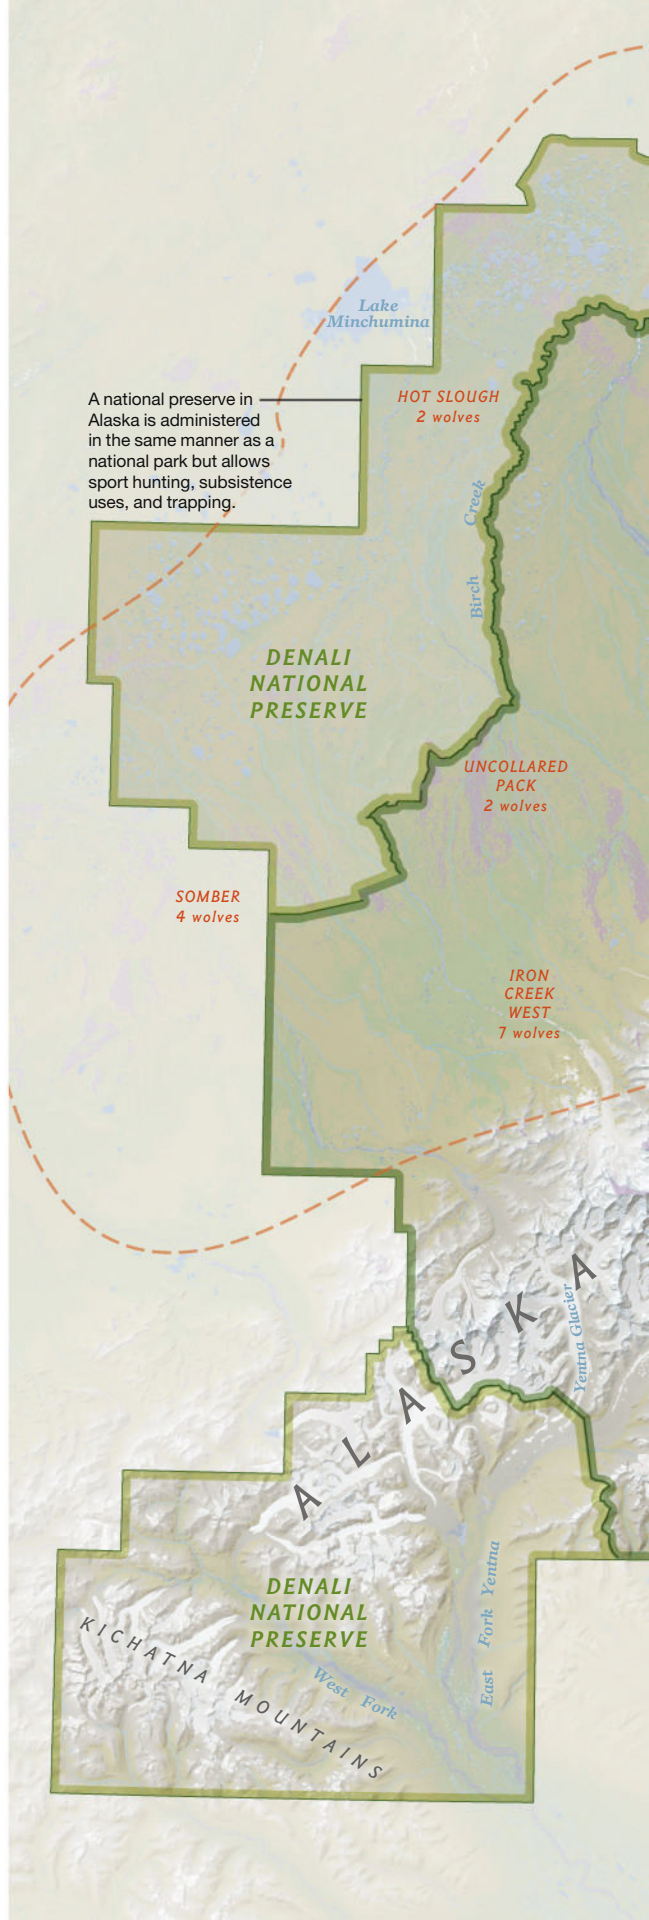 Lake
Minchumina
A national preserve in
Alaska is administered
in the same manner as a
national park but allows
sport hunting, subsistence
uses, and trapping.
HOT SLOUGH
2 wolves
Birch Creek
DENALI
NATIONAL
PRESERVE
UNCOLLARED
PACK
2 wolves
SOMBER
4 wolves
IRON
CREEK
WEST
7 wolves
ALASKA
Yentna Glacier
DENALI
NATIONAL
PRESERVE
East Fork Yentna
KICHATNA MOUNTAINS
West Fork